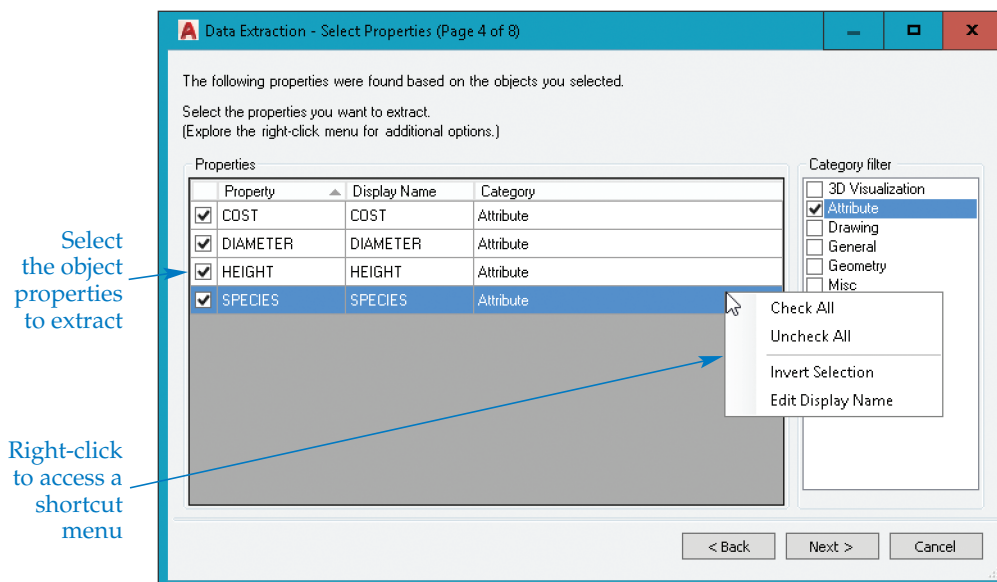 A Data Extraction - Select Properties (Page 4 of 8)
The following properties were found based on the objects you selected.
Select the properties you want to extract.
(Explore the right-click menu for additional options.)
Properties
Property Display Name Category
COST COST Attribute
DIAMETER DIAMETER Attribute
HEIGHT HEIGHT Attribute
SPECIES SPECIES Attribute
Category filter
3D Visualization
Attribute
Drawing
General
Geometry
Misc
Check All
Uncheck All
Invert Selection
Edit Display Name
Select
the object
properties
to extract
Right-click
to access a
shortcut
menu
< Back Next > Cancel